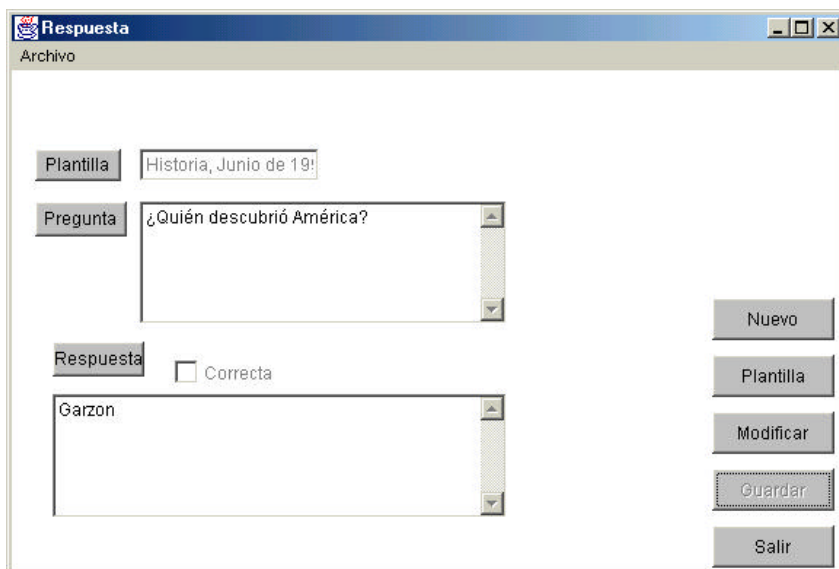 Respuesta
Archivo
Plantilla Historia, Junio de 19
Pregunta ¿Quién descubrió América?
Nuevo
Respuesta Correcta
Plantilla
Garzon
Modificar
Guardar
Salir